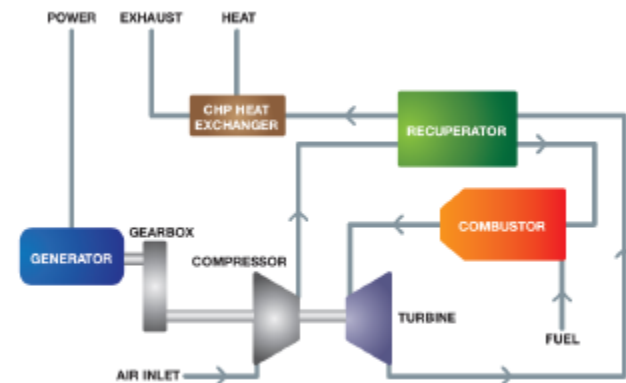 POWER
EXHAUST
HEAT
CHP HEAT
EXCHANGER
RECUPERATOR
COMBUSTOR
GEARBOX
GENERATOR
COMPRESSOR
TURBINE
FUEL
AIR INLET